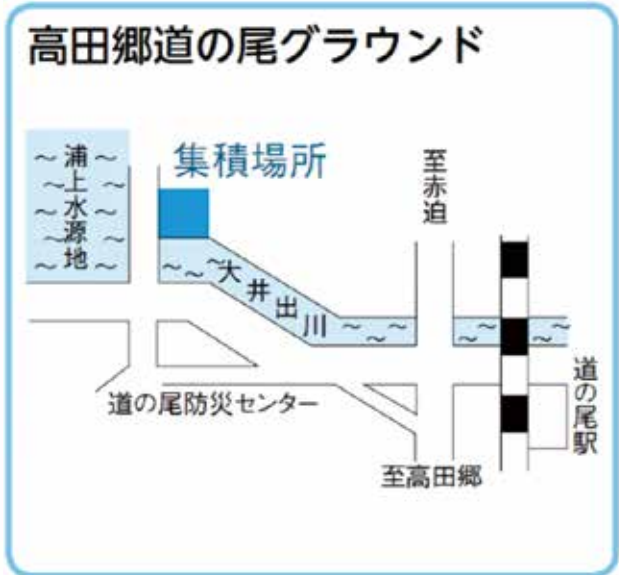 高田郷道の尾グラウンド
浦上水源地
集積場所
至赤迫
大井出川
道の尾駅
道の尾防災センター
至高田郷